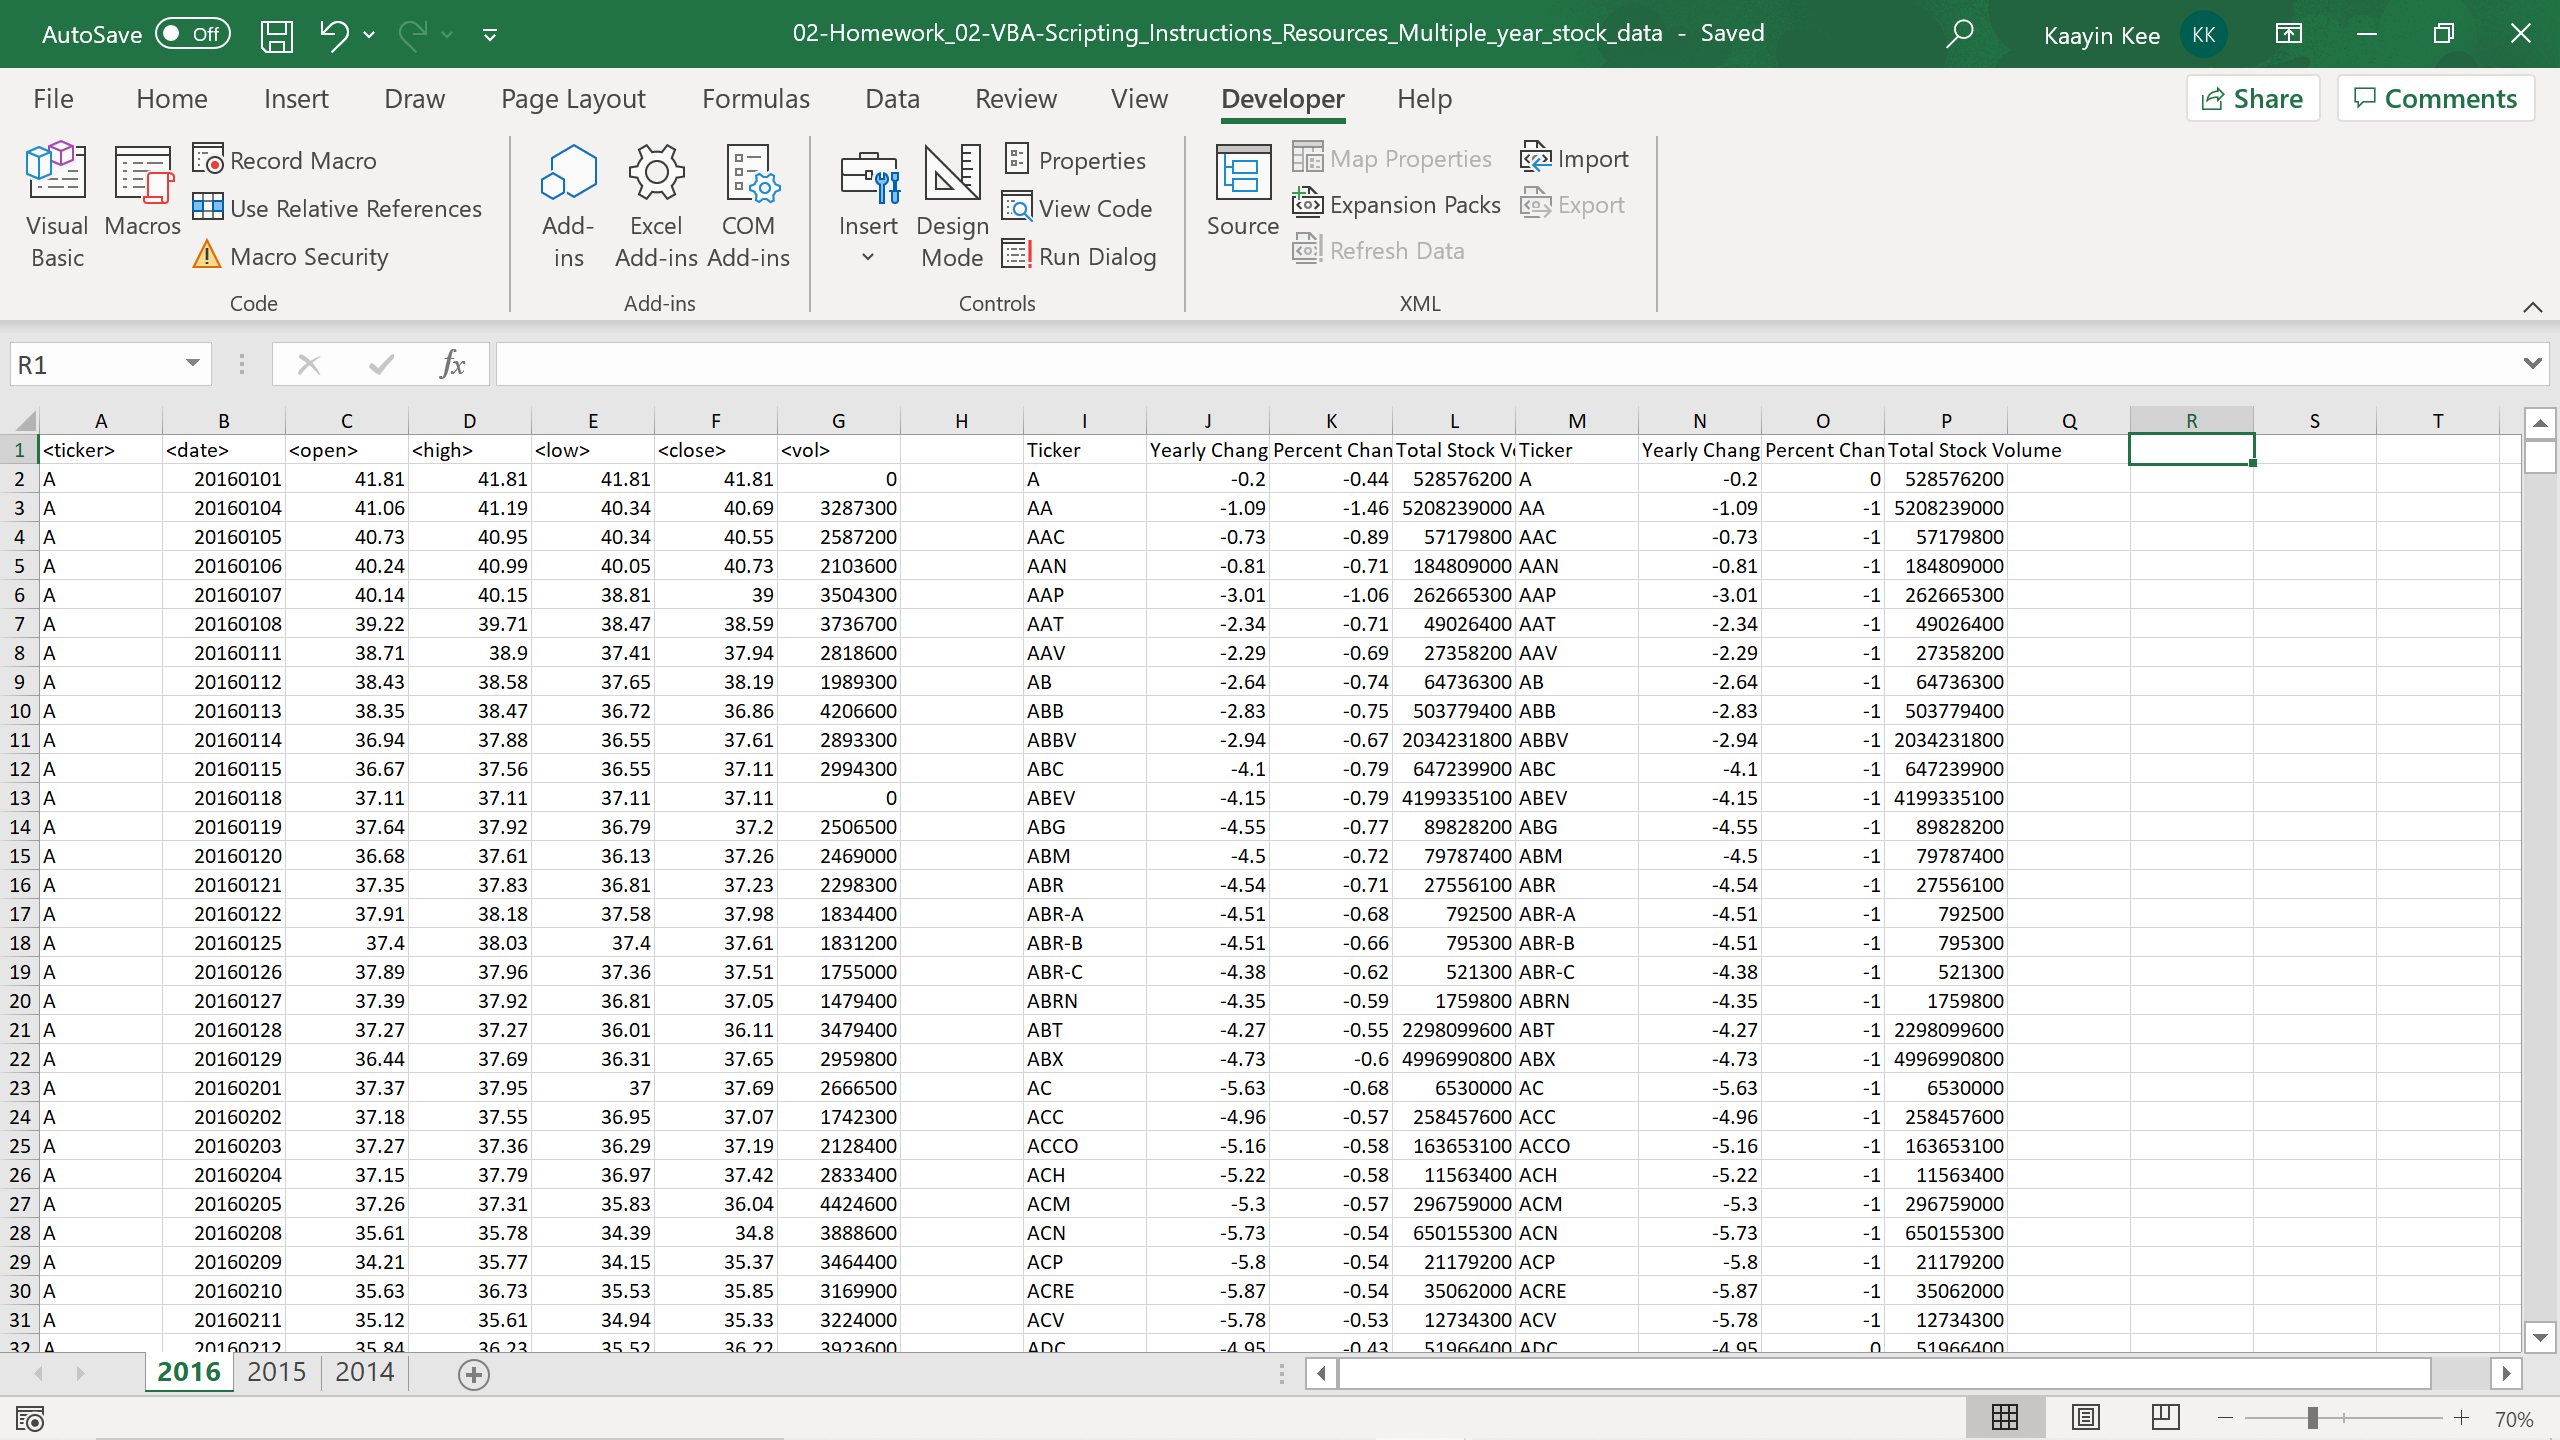 AutoSave Off 02-Homework_02-VBA-Scripting_Instructions_Resources_Multiple_year_stock_data - Saved Kaayin Kee KK
File Home Insert Draw Page Layout Formulas Data Review View Developer Help Share Comments
Visual Basic Macros Record Macro Use Relative References Macro Security Code
Add-ins Excel Add-ins COM Add-ins Add-ins
Insert Design Mode Properties View Code Run Dialog Controls
Source Map Properties Expansion Packs Refresh Data Import Export XML
R1 fx
A B C D E F G H I J K L M N O P Q R S T
1 <ticker> <date> <open> <high> <low> <close> <vol> Ticker Yearly Chang Percent Chan Total Stock V Ticker Yearly Chang Percent Chan Total Stock Volume
2 A 20160101 41.81 41.81 41.81 41.81 0 A -0.2 -0.44 528576200 A -0.2 0 528576200
3 A 20160104 41.06 41.19 40.34 40.69 3287300 AA -1.09 -1.46 5208239000 AA -1.09 -1 5208239000
4 A 20160105 40.73 40.95 40.34 40.55 2587200 AAC -0.73 -0.89 57179800 AAC -0.73 -1 57179800
5 A 20160106 40.24 40.99 40.05 40.73 2103600 AAN -0.81 -0.71 184809000 AAN -0.81 -1 184809000
6 A 20160107 40.14 40.15 38.81 39 3504300 AAP -3.01 -1.06 262665300 AAP -3.01 -1 262665300
7 A 20160108 39.22 39.71 38.47 38.59 3736700 AAT -2.34 -0.71 49026400 AAT -2.34 -1 49026400
8 A 20160111 38.71 38.9 37.41 37.94 2818600 AAV -2.29 -0.69 27358200 AAV -2.29 -1 27358200
9 A 20160112 38.43 38.58 37.65 38.19 1989300 AB -2.64 -0.74 64736300 AB -2.64 -1 64736300
10 A 20160113 38.35 38.47 36.72 36.86 4206600 ABB -2.83 -0.75 503779400 ABB -2.83 -1 503779400
11 A 20160114 36.94 37.88 36.55 37.61 2893300 ABBV -2.94 -0.67 2034231800 ABBV -2.94 -1 2034231800
12 A 20160115 36.67 37.56 36.55 37.11 2994300 ABC -4.1 -0.79 647239900 ABC -4.1 -1 647239900
13 A 20160118 37.11 37.11 37.11 37.11 0 ABEV -4.15 -0.79 4199335100 ABEV -4.15 -1 4199335100
14 A 20160119 37.64 37.92 36.79 37.2 2506500 ABG -4.55 -0.77 89828200 ABG -4.55 -1 89828200
15 A 20160120 36.68 37.61 36.13 37.26 2469000 ABM -4.5 -0.72 79787400 ABM -4.5 -1 79787400
16 A 20160121 37.35 37.83 36.81 37.23 2298300 ABR -4.54 -0.71 27556100 ABR -4.54 -1 27556100
17 A 20160122 37.91 38.18 37.58 37.98 1834400 ABR-A -4.51 -0.68 792500 ABR-A -4.51 -1 792500
18 A 20160125 37.4 38.03 37.4 37.61 1831200 ABR-B -4.51 -0.66 795300 ABR-B -4.51 -1 795300
19 A 20160126 37.89 37.96 37.36 37.51 1755000 ABR-C -4.38 -0.62 521300 ABR-C -4.38 -1 521300
20 A 20160127 37.39 37.92 36.81 37.05 1479400 ABRN -4.35 -0.59 1759800 ABRN -4.35 -1 1759800
21 A 20160128 37.27 37.27 36.01 36.11 3479400 ABT -4.27 -0.55 2298099600 ABT -4.27 -1 2298099600
22 A 20160129 36.44 37.69 36.31 37.65 2959800 ABX -4.73 -0.6 4996990800 ABX -4.73 -1 4996990800
23 A 20160201 37.37 37.95 37 37.69 2666500 AC -5.63 -0.68 6530000 AC -5.63 -1 6530000
24 A 20160202 37.18 37.55 36.95 37.07 1742300 ACC -4.96 -0.57 258457600 ACC -4.96 -1 258457600
25 A 20160203 37.27 37.36 36.29 37.19 2128400 ACCO -5.16 -0.58 163653100 ACCO -5.16 -1 163653100
26 A 20160204 37.15 37.79 36.97 37.42 2833400 ACH -5.22 -0.58 11563400 ACH -5.22 -1 11563400
27 A 20160205 37.26 37.31 35.83 36.04 4424600 ACM -5.3 -0.57 296759000 ACM -5.3 -1 296759000
28 A 20160208 35.61 35.78 34.39 34.8 3888600 ACN -5.73 -0.54 650155300 ACN -5.73 -1 650155300
29 A 20160209 34.21 35.77 34.15 35.37 3464400 ACP -5.8 -0.54 21179200 ACP -5.8 -1 21179200
30 A 20160210 35.63 36.73 35.53 35.85 3169900 ACRE -5.87 -0.54 35062000 ACRE -5.87 -1 35062000
31 A 20160211 35.12 35.61 34.94 35.33 3224000 ACV -5.78 -0.53 12734300 ACV -5.78 -1 12734300
32 A 20160212 35.84 36.23 35.52 36.22 3923600 ADC -4.95 -0.43 51966400 ADC -4.95 0 51966400
2016 2015 2014
70%